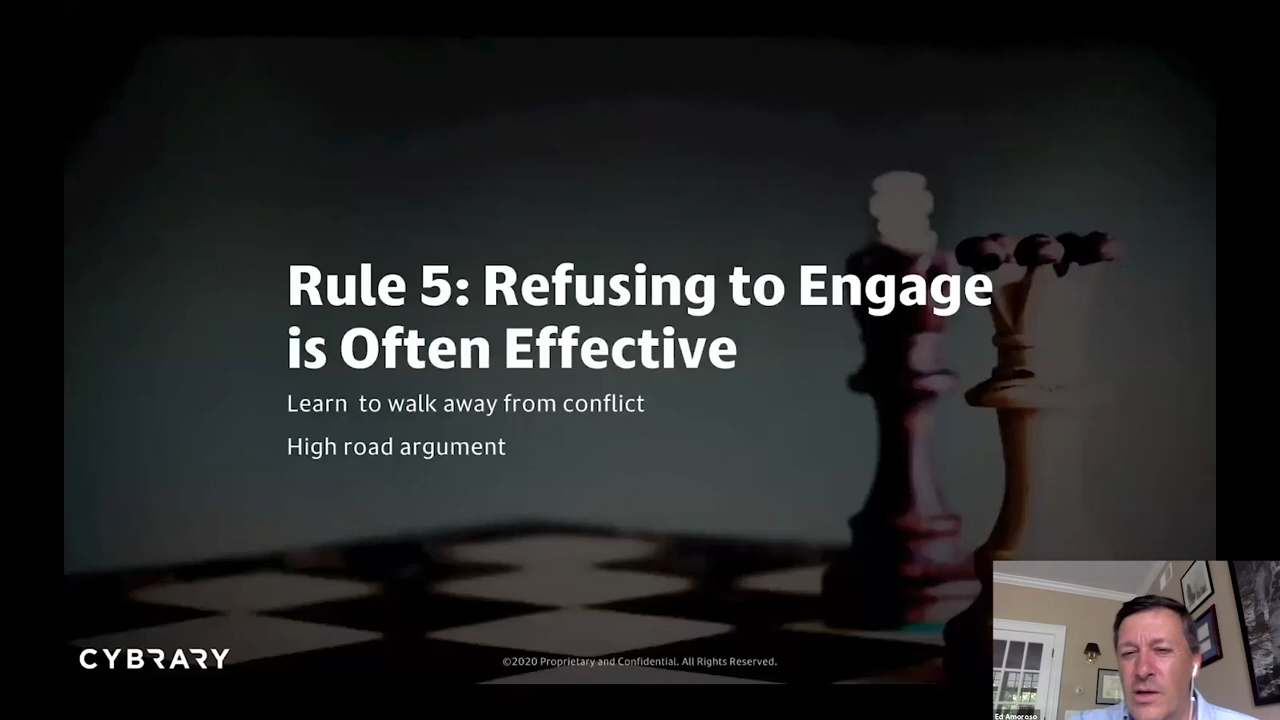 Rule 5: Refusing to Engage
is Often Effective
Learn to walk away from conflict
High road argument
CYBRARY
©2020 Proprietary and Confidential. All Rights Reserved.
Ed Amoroso